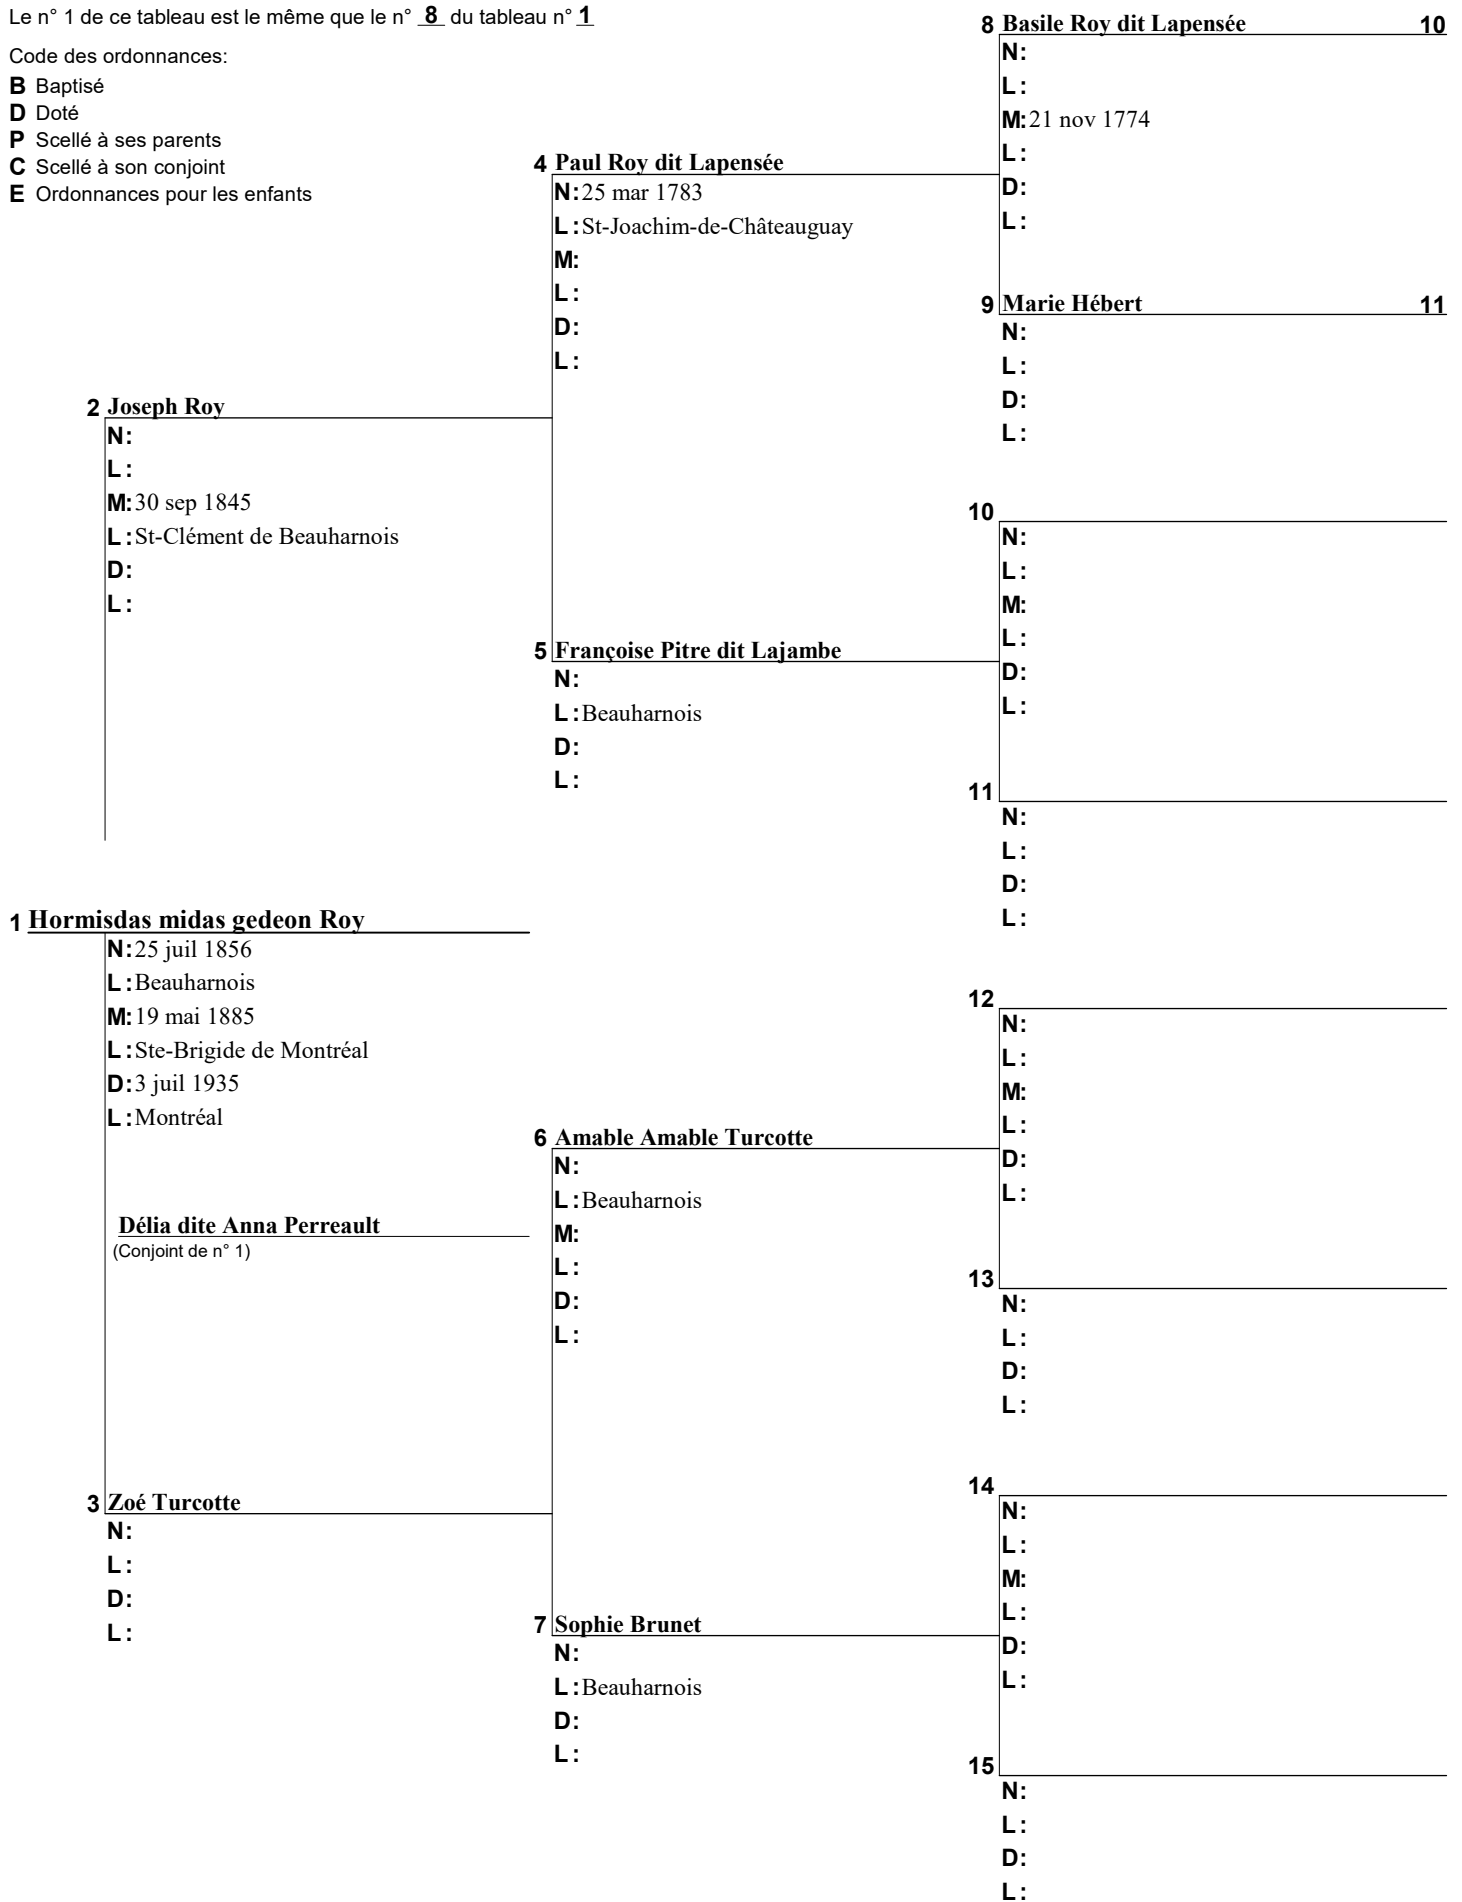 Le n° 1 de ce tableau est le même que le n° 8 du tableau n° 1
Code des ordonnances:
B Baptisé
D Doté
P Scellé à ses parents
C Scellé à son conjoint
E Ordonnances pour les enfants
8 Basile Roy dit Lapensée 10
N:
L:
M: 21 nov 1774
L:
D:
L:
4 Paul Roy dit Lapensée
N: 25 mar 1783
L: St-Joachim-de-Châteauguay
M:
L:
D:
L:
9 Marie Hébert 11
N:
L:
D:
L:
2 Joseph Roy
N:
L:
M: 30 sep 1845
L: St-Clément de Beauharnois
D:
L:
10
N:
L:
M:
L:
D:
L:
5 Françoise Pitre dit Lajambe
N:
L: Beauharnois
D:
L:
11
N:
L:
D:
L:
1 Hormisdas midas gedeon Roy
N: 25 juil 1856
L: Beauharnois
M: 19 mai 1885
L: Ste-Brigide de Montréal
D: 3 juil 1935
L: Montréal
Délia dite Anna Perreault
(Conjoint de n° 1)
12
N:
L:
M:
L:
D:
L:
6 Amable Amable Turcotte
N:
L: Beauharnois
M:
L:
D:
L:
13
N:
L:
D:
L:
3 Zoé Turcotte
N:
L:
D:
L:
14
N:
L:
M:
L:
D:
L:
7 Sophie Brunet
N:
L: Beauharnois
D:
L:
15
N:
L:
D:
L: